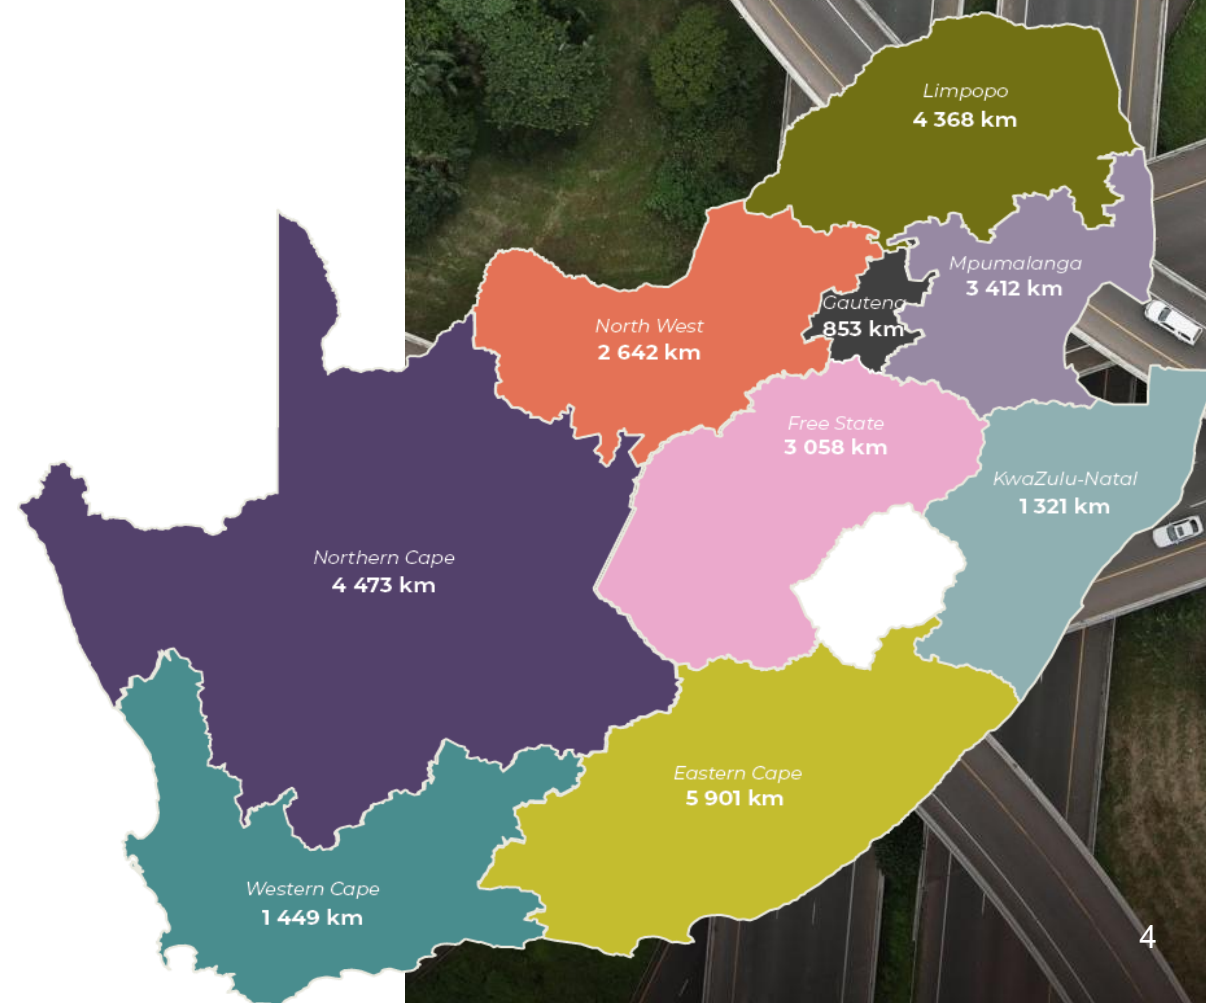 Limpopo
4 368 km
Mpumalanga
3 412 km
Gauteng
853 km
North West
2 642 km
Free State
3 058 km
KwaZulu-Natal
1 321 km
Northern Cape
4 473 km
Eastern Cape
5 901 km
Western Cape
1 449 km
4